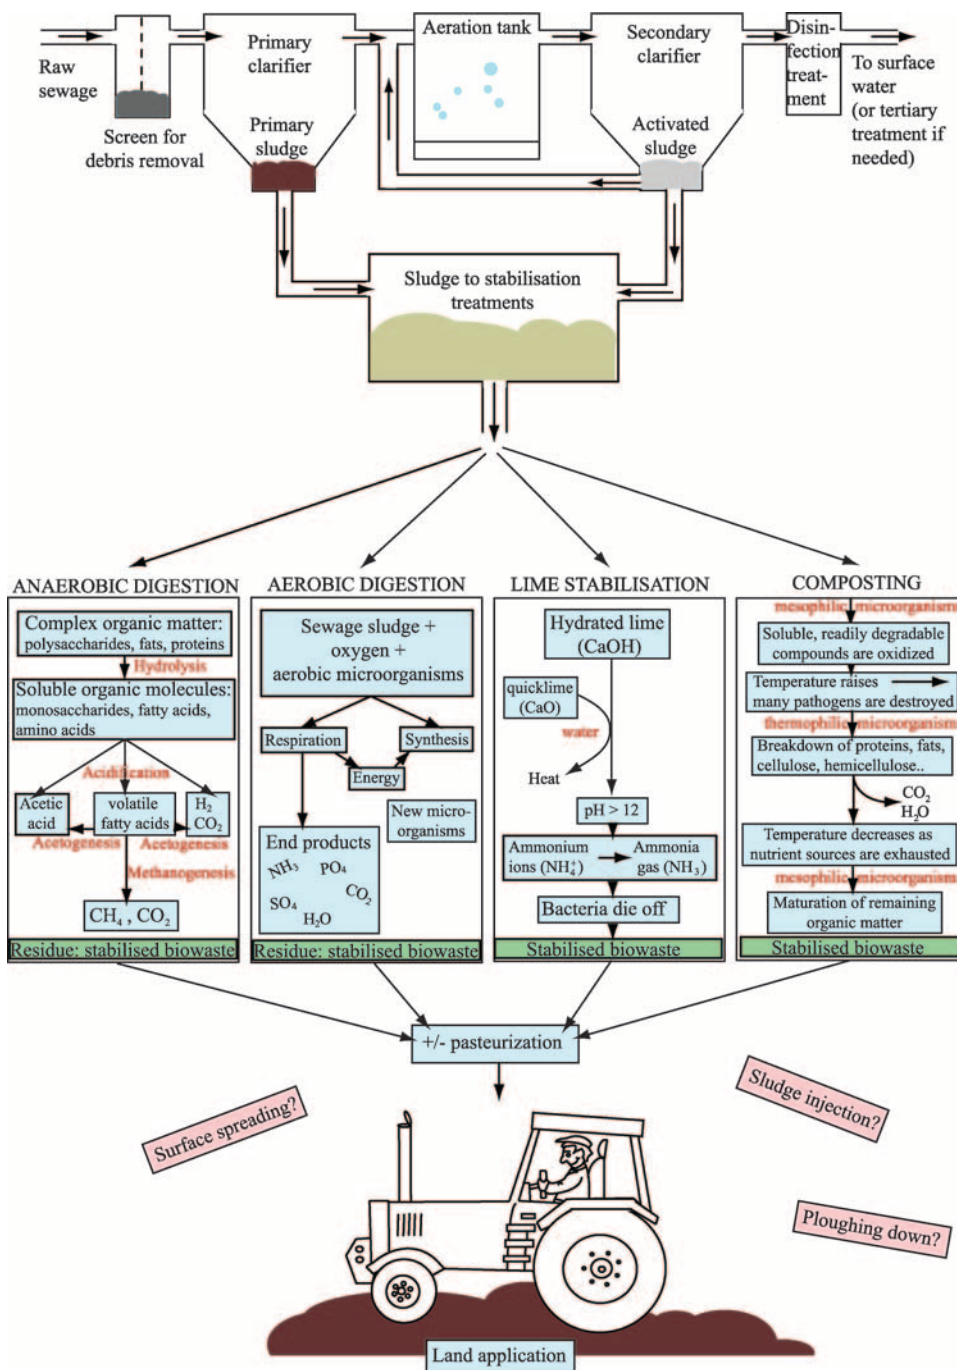 Raw
sewage
Screen for
debris removal
Primary
clarifier
Primary
sludge
Aeration tank
Secondary
clarifier
Activated
sludge
Disin-
fection
treat-
ment
To surface
water
(or tertiary
treatment if
needed)
Sludge to stabilisation
treatments
ANAEROBIC DIGESTION
Complex organic matter:
polysaccharides, fats, proteins
Hydrolysis
Soluble organic molecules:
monosaccharides, fatty acids,
amino acids
Acidification
Acetic
acid
volatile
fatty acids
H2
CO2
Acetogenesis
Acetogenesis
Methanogenesis
CH4 , CO2
Residue: stabilised biowaste
AEROBIC DIGESTION
Sewage sludge +
oxygen +
aerobic microorganisms
Respiration
Synthesis
Energy
New micro-
organisms
End products
NH3
PO4
CO2
SO4
H2O
Residue: stabilised biowaste
LIME STABILISATION
Hydrated lime
(CaOH)
quicklime
(CaO)
water
Heat
pH > 12
Ammonium
ions (NH4+)
Ammonia
gas (NH3)
Bacteria die off
Stabilised biowaste
COMPOSTING
mesophilic microorganisms
Soluble, readily degradable
compounds are oxidized
Temperature raises
many pathogens are destroyed
thermophilic microorganisms
Breakdown of proteins, fats,
cellulose, hemicellulose..
CO2
H2O
Temperature decreases as
nutrient sources are exhausted
mesophilic microorganisms
Maturation of remaining
organic matter
Stabilised biowaste
+/- pasteurization
Surface spreading?
Sludge injection?
Ploughing down?
Land application